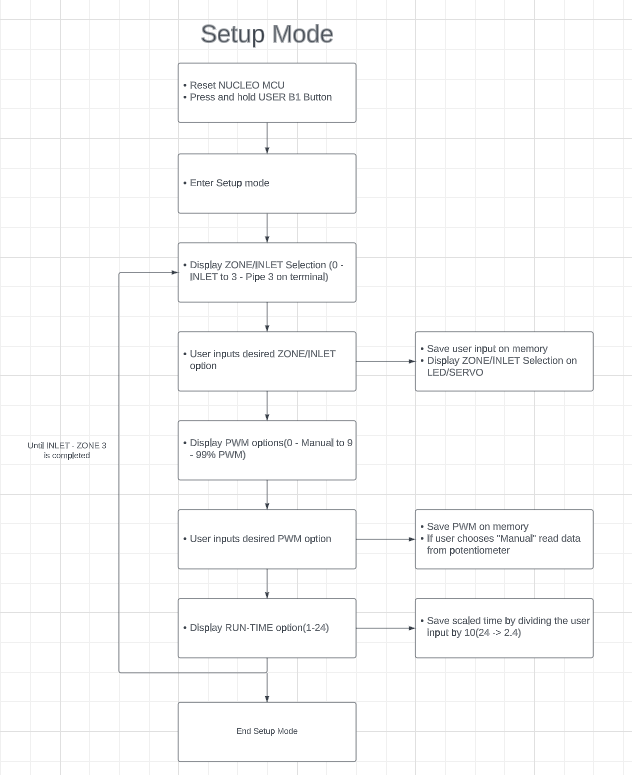 Setup Mode
• Reset NUCLEO MCU
• Press and hold USER B1 Button
• Enter Setup mode
• Display ZONE/INLET Selection (0 -
INLET to 3 - Pipe 3 on terminal)
• User inputs desired ZONE/INLET
option
• Save user input on memory
• Display ZONE/INLET Selection on
LED/SERVO
Until INLET - ZONE 3
is completed
• Display PWM options(0 - Manual to 9
- 99% PWM)
• User inputs desired PWM option
• Save PWM on memory
• If user chooses "Manual" read data
from potentiometer
• Display RUN-TIME option(1-24)
• Save scaled time by dividing the user
input by 10(24 -> 2.4)
End Setup Mode